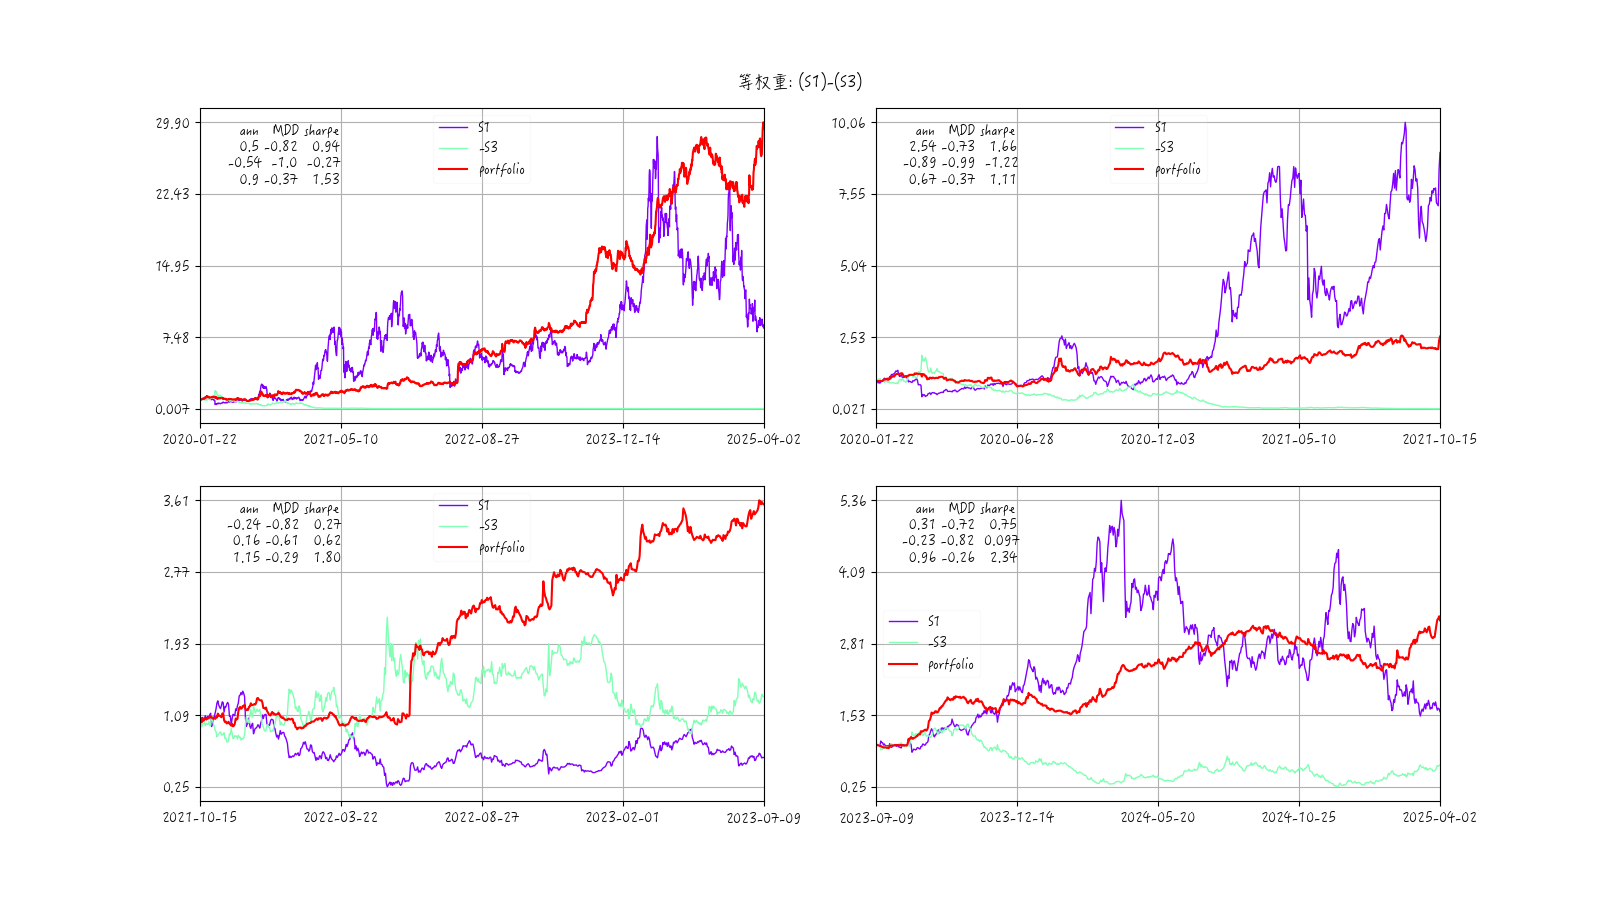 等权重: (S1)-(S3)
29.90
22.43
14.95
7.48
0.007
ann MDD sharpe
0.5 -0.82 0.94
-0.54 -1.0 -0.27
0.9 -0.37 1.53
S1
-S3
portfolio
2020-01-22 2021-05-10 2022-08-27 2023-12-14 2025-04-02
10.06
7.55
5.04
2.53
0.021
ann MDD sharpe
2.54 -0.73 1.66
-0.89 -0.99 -1.22
0.67 -0.37 1.11
S1
-S3
portfolio
2020-01-22 2020-06-28 2020-12-03 2021-05-10 2021-10-15
3.61
2.77
1.93
1.09
0.25
ann MDD sharpe
-0.24 -0.82 0.27
0.16 -0.61 0.62
1.15 -0.29 1.80
S1
-S3
portfolio
2021-10-15 2022-03-22 2022-08-27 2023-02-01 2023-07-09
5.36
4.09
2.81
1.53
0.25
ann MDD sharpe
0.31 -0.72 0.75
-0.23 -0.82 0.097
0.96 -0.26 2.34
S1
-S3
portfolio
2023-07-09 2023-12-14 2024-05-20 2024-10-25 2025-04-02